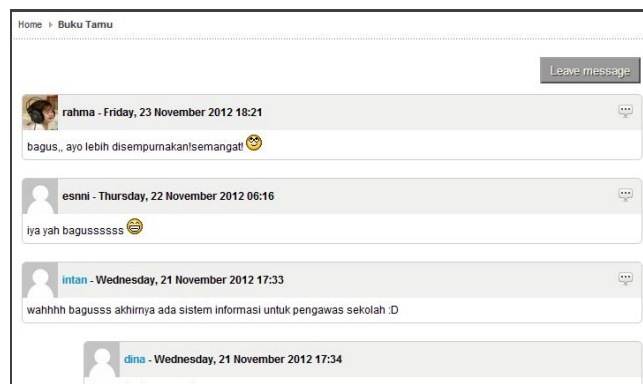 Home Buku Tamu
Leave message
rahma - Friday, 23 November 2012 18:21
bagus,, ayo lebih disempurnakan!semangat!
esnni - Thursday, 22 November 2012 06:16
iya yah bagussssss
intan - Wednesday, 21 November 2012 17:33
wahhhh bagusss akhirnya ada sistem informasi untuk pengawas sekolah :D
dina - Wednesday, 21 November 2012 17:34